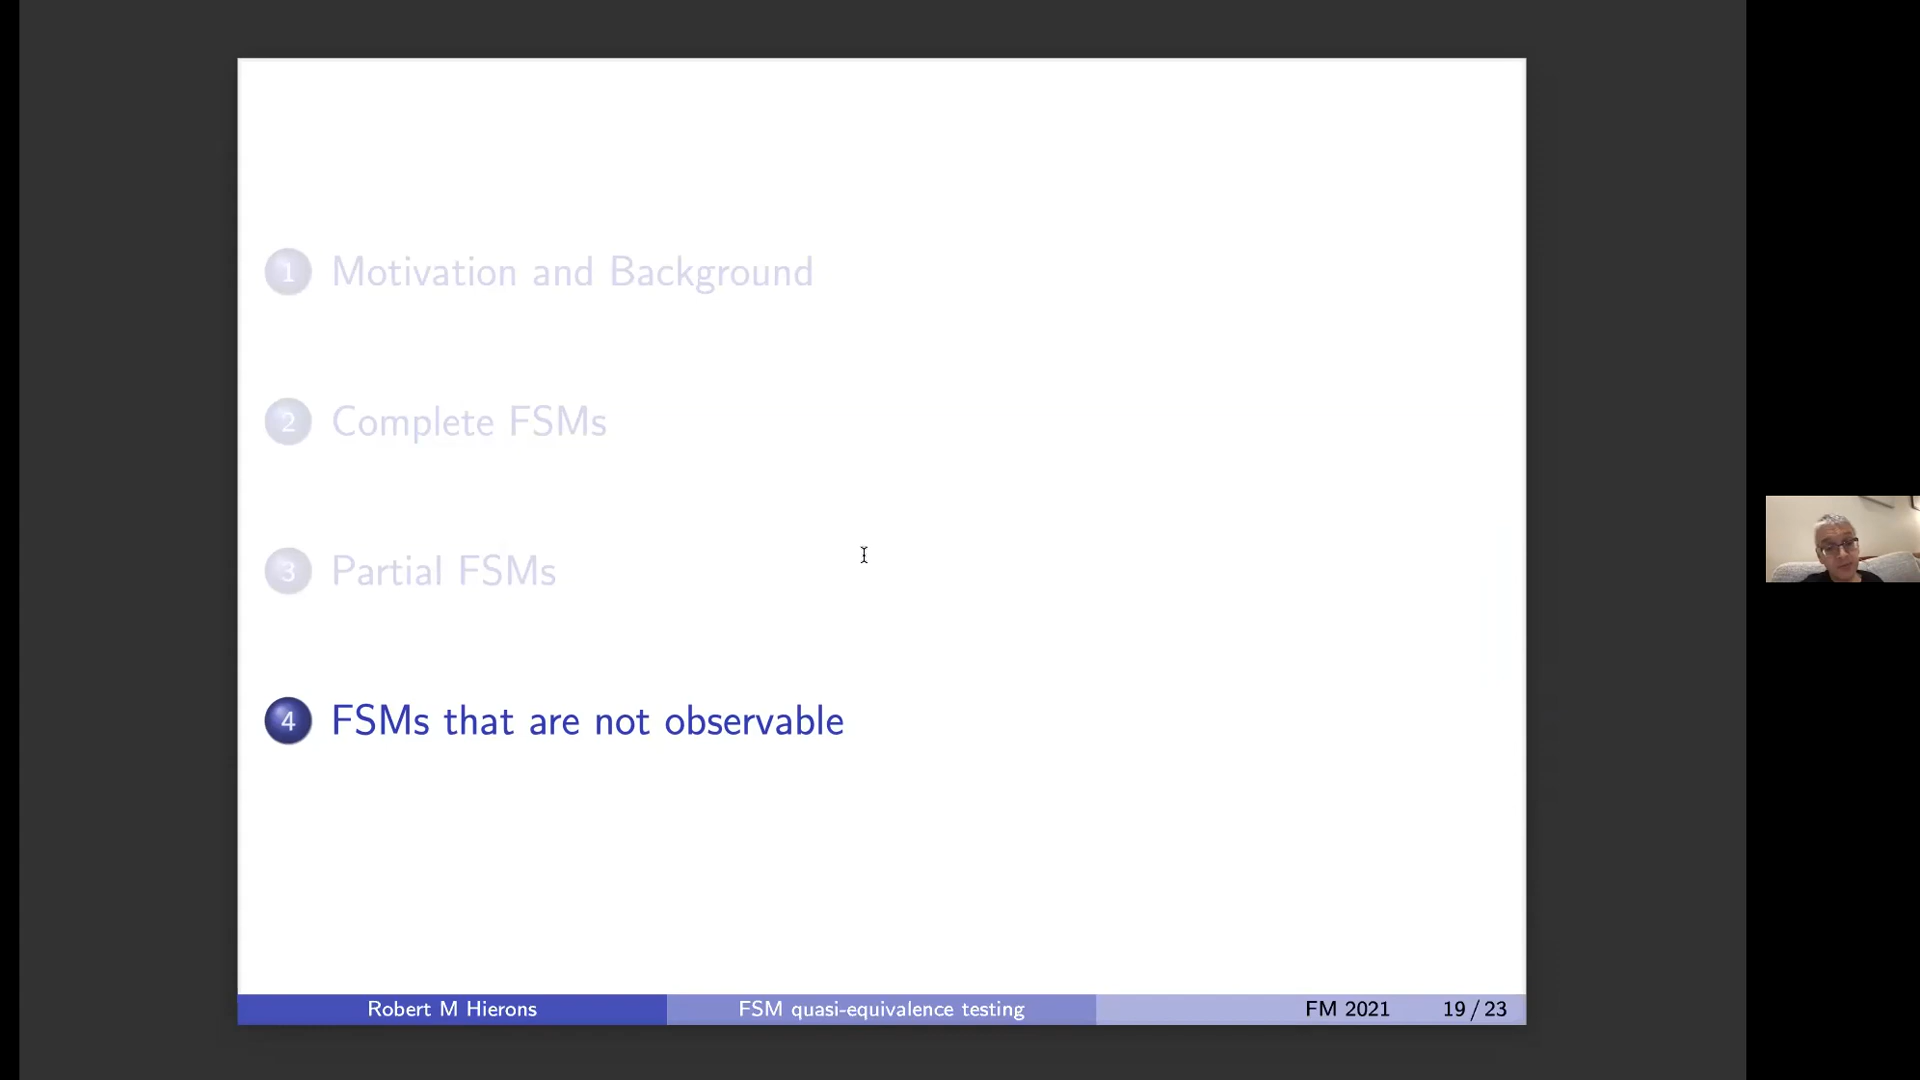 1 Motivation and Background
2 Complete FSMs
3 Partial FSMs
4 FSMs that are not observable
Robert M Hierons FSM quasi-equivalence testing FM 2021 19 / 23